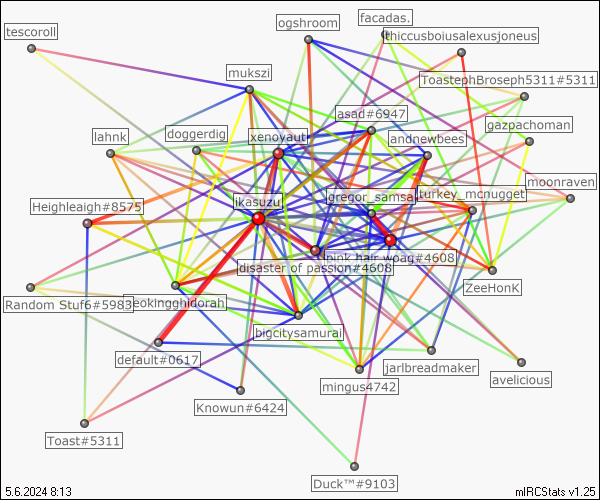 ogshroom
facadas.
tescoroll
thiccusboiusalexusjoneus
mukszi
ToastephBroseph5311#5311
asad#6947
gazpachoman
doggerdig
xenoyaut
andnewbees
lahnk
moonraven
ikasuzu
gregor_samsa
turkey_mcnugget
Heighleaigh#8575
pink hair woag#4608
disaster of passion#4608
ZeeHonK
Random Stuf6#5983
bigcitysamurai
default#0617
jarlbreadmaker
avelicious
mingus4742
Knowun#6424
Toast#5311
Duck™#9103
5.6.2024 8:13
mIRCStats v1.25